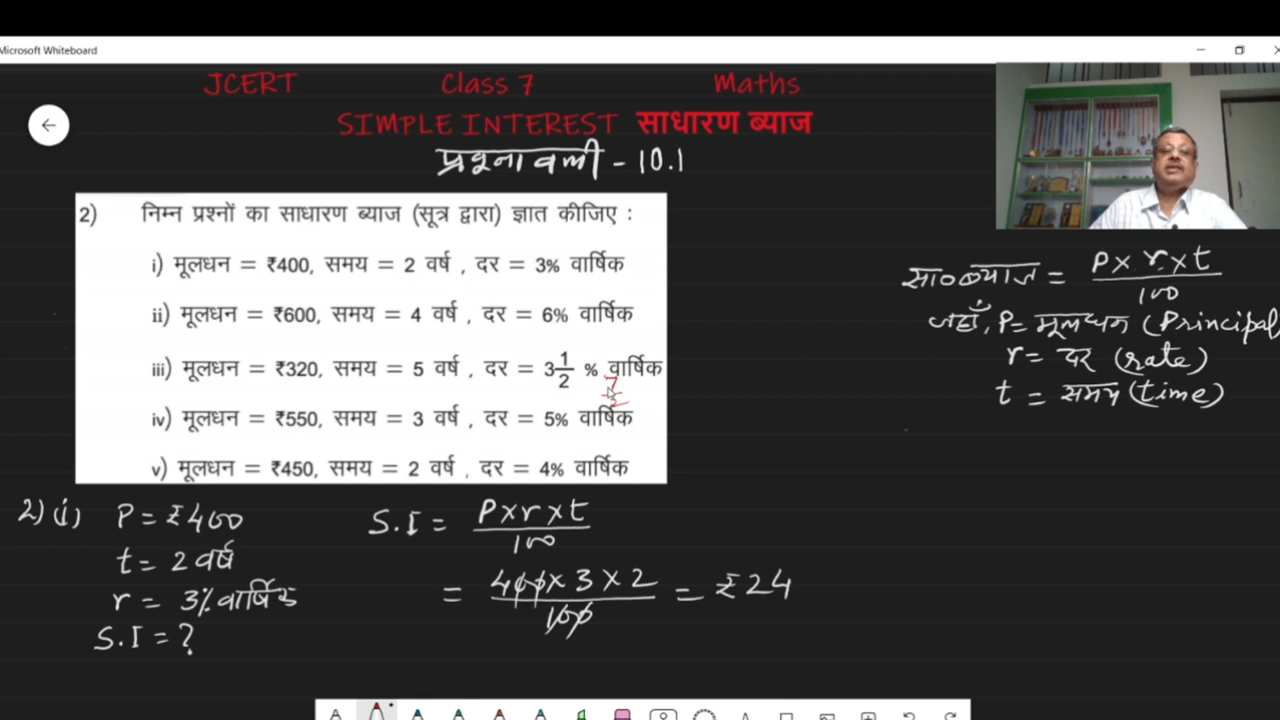 Microsoft Whiteboard
JCERT Class 7 Maths
SIMPLE INTEREST साधारण ब्याज
प्रश्नावली - 10.1
2) निम्न प्रश्नों का साधारण ब्याज (सूत्र द्वारा) ज्ञात कीजिए :
i) मूलधन = ₹400, समय = 2 वर्ष , दर = 3% वार्षिक
ii) मूलधन = ₹600, समय = 4 वर्ष , दर = 6% वार्षिक
iii) मूलधन = ₹320, समय = 5 वर्ष , दर = 3 1/2 % वार्षिक
7/2
iv) मूलधन = ₹550, समय = 3 वर्ष , दर = 5% वार्षिक
v) मूलधन = ₹450, समय = 2 वर्ष , दर = 4% वार्षिक
सा० ब्याज = P × r × t / 100
जहाँ, P = मूलधन (Principal
r = दर (rate)
t = समय (time)
2) (i) P = ₹400
t = 2 वर्ष
r = 3% वार्षिक
S.I = ?
S.I = P × r × t / 100
= 400 × 3 × 2 / 100 = ₹24